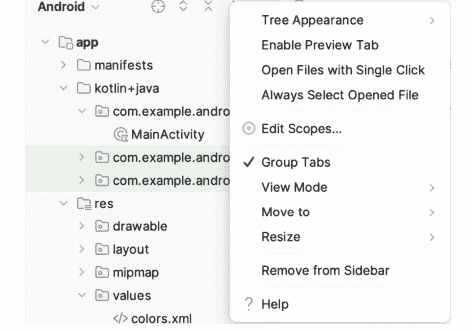 Android
app
manifests
kotlin+java
com.example.andro
MainActivity
com.example.andro
com.example.andro
res
drawable
layout
mipmap
values
colors.xml
Tree Appearance
Enable Preview Tab
Open Files with Single Click
Always Select Opened File
Edit Scopes...
Group Tabs
View Mode
Move to
Resize
Remove from Sidebar
? Help